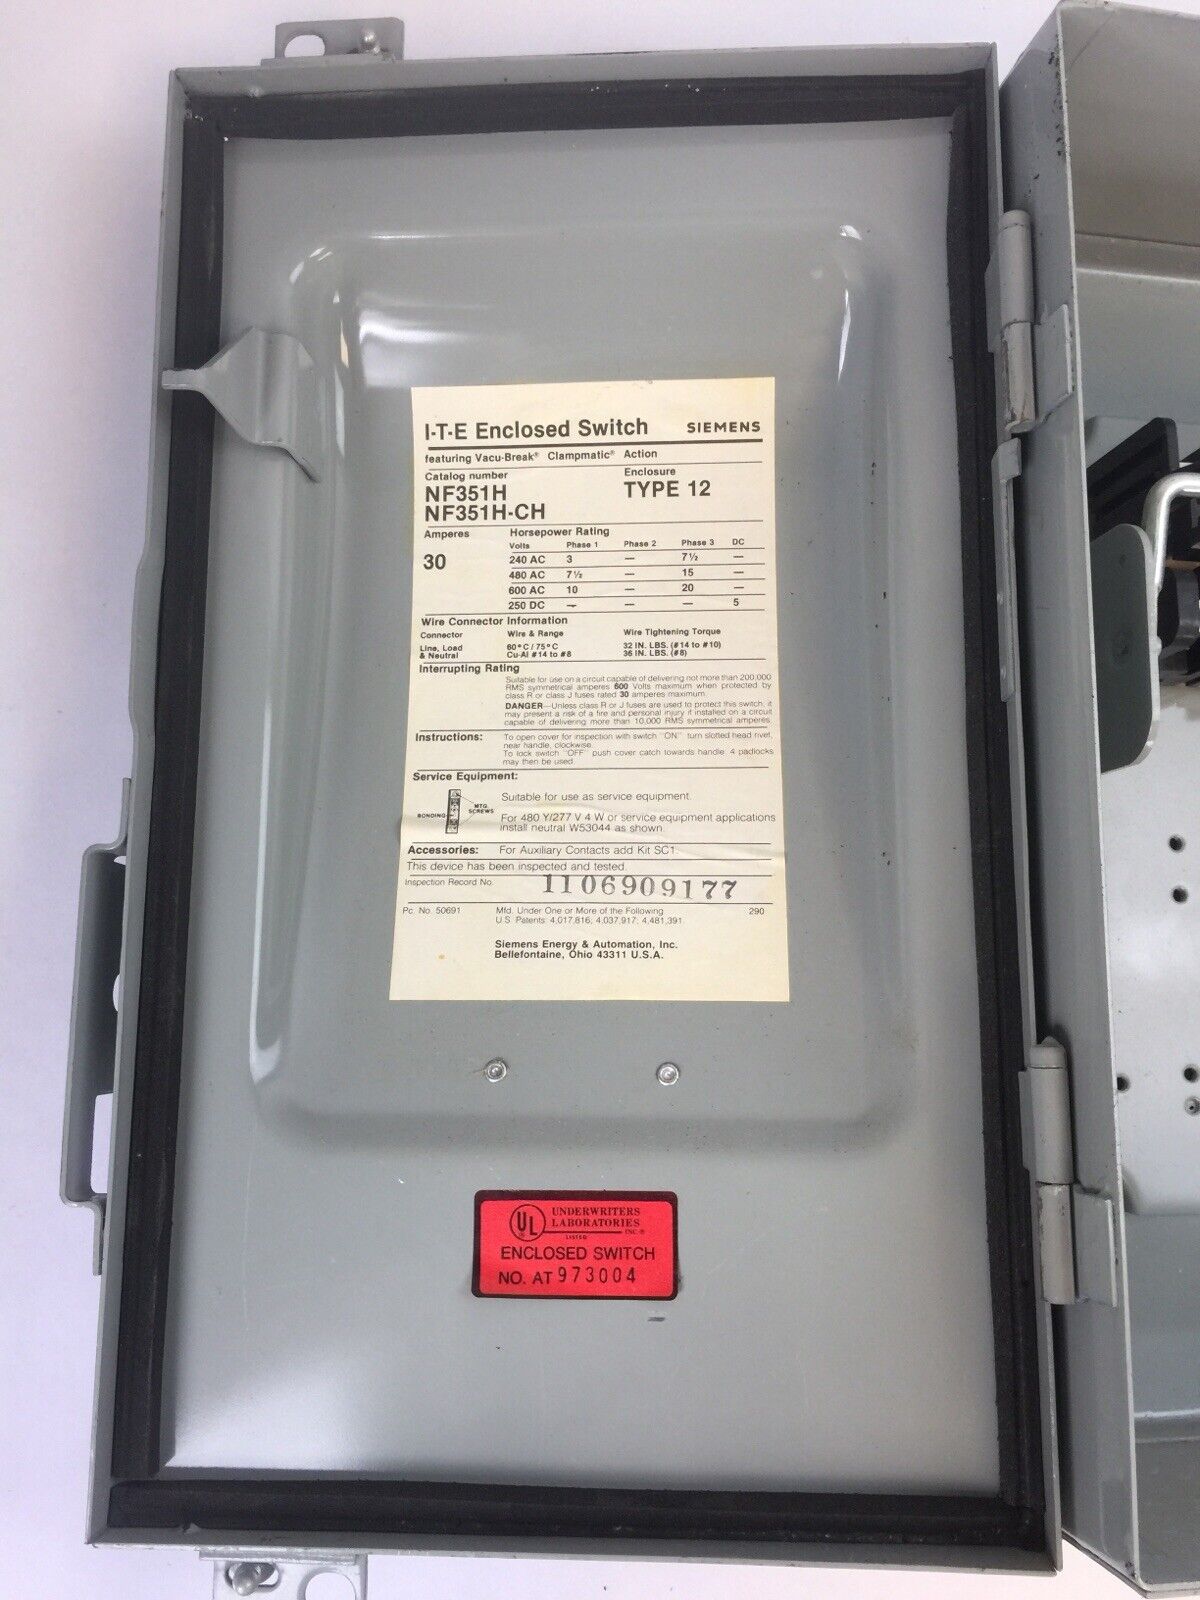 I-T-E Enclosed Switch SIEMENS
featuring Vacu-Break® Clampmatic® Action
Catalog number Enclosure
NF351H TYPE 12
NF351H-CH
Amperes Horsepower Rating
Volts Phase 1 Phase 2 Phase 3 DC
30 240 AC 3 — 7½ —
480 AC 7½ — 15 —
600 AC 10 — 20 —
250 DC — — — 5
Wire Connector Information
Connector Wire & Range Wire Tightening Torque
Line, Load 60°C/75°C 32 IN. LBS. (#14 to #10)
& Neutral Cu-Al #14 to #8 36 IN. LBS. (#8)
Interrupting Rating
Suitable for use on a circuit capable of delivering not more than 200,000
RMS symmetrical amperes 600 Volts maximum when protected by
class R or class J fuses rated 30 amperes maximum.
DANGER—Unless class R or J fuses are used to protect this switch, it
may present a risk of a fire and personal injury if installed on a circuit
capable of delivering more than 10,000 RMS symmetrical amperes.
Instructions: To open cover for inspection with switch "ON" turn slotted head rivet,
near handle, clockwise.
To lock switch "OFF" push cover catch towards handle. 4 padlocks
may then be used.
Service Equipment:
Suitable for use as service equipment.
BONDING MTG. SCREWS
For 480 Y/277 V 4 W or service equipment applications
install neutral W53044 as shown.
Accessories: For Auxiliary Contacts add Kit SC1.
This device has been inspected and tested.
Inspection Record No. 1106909177
Pc. No. 50691 Mfd. Under One or More of the Following 290
U.S. Patents: 4,017,816; 4,037,917; 4,481,391.
Siemens Energy & Automation, Inc.
Bellefontaine, Ohio 43311 U.S.A.
UL UNDERWRITERS
LABORATORIES
INC.®
LISTED
ENCLOSED SWITCH
NO. AT 973004